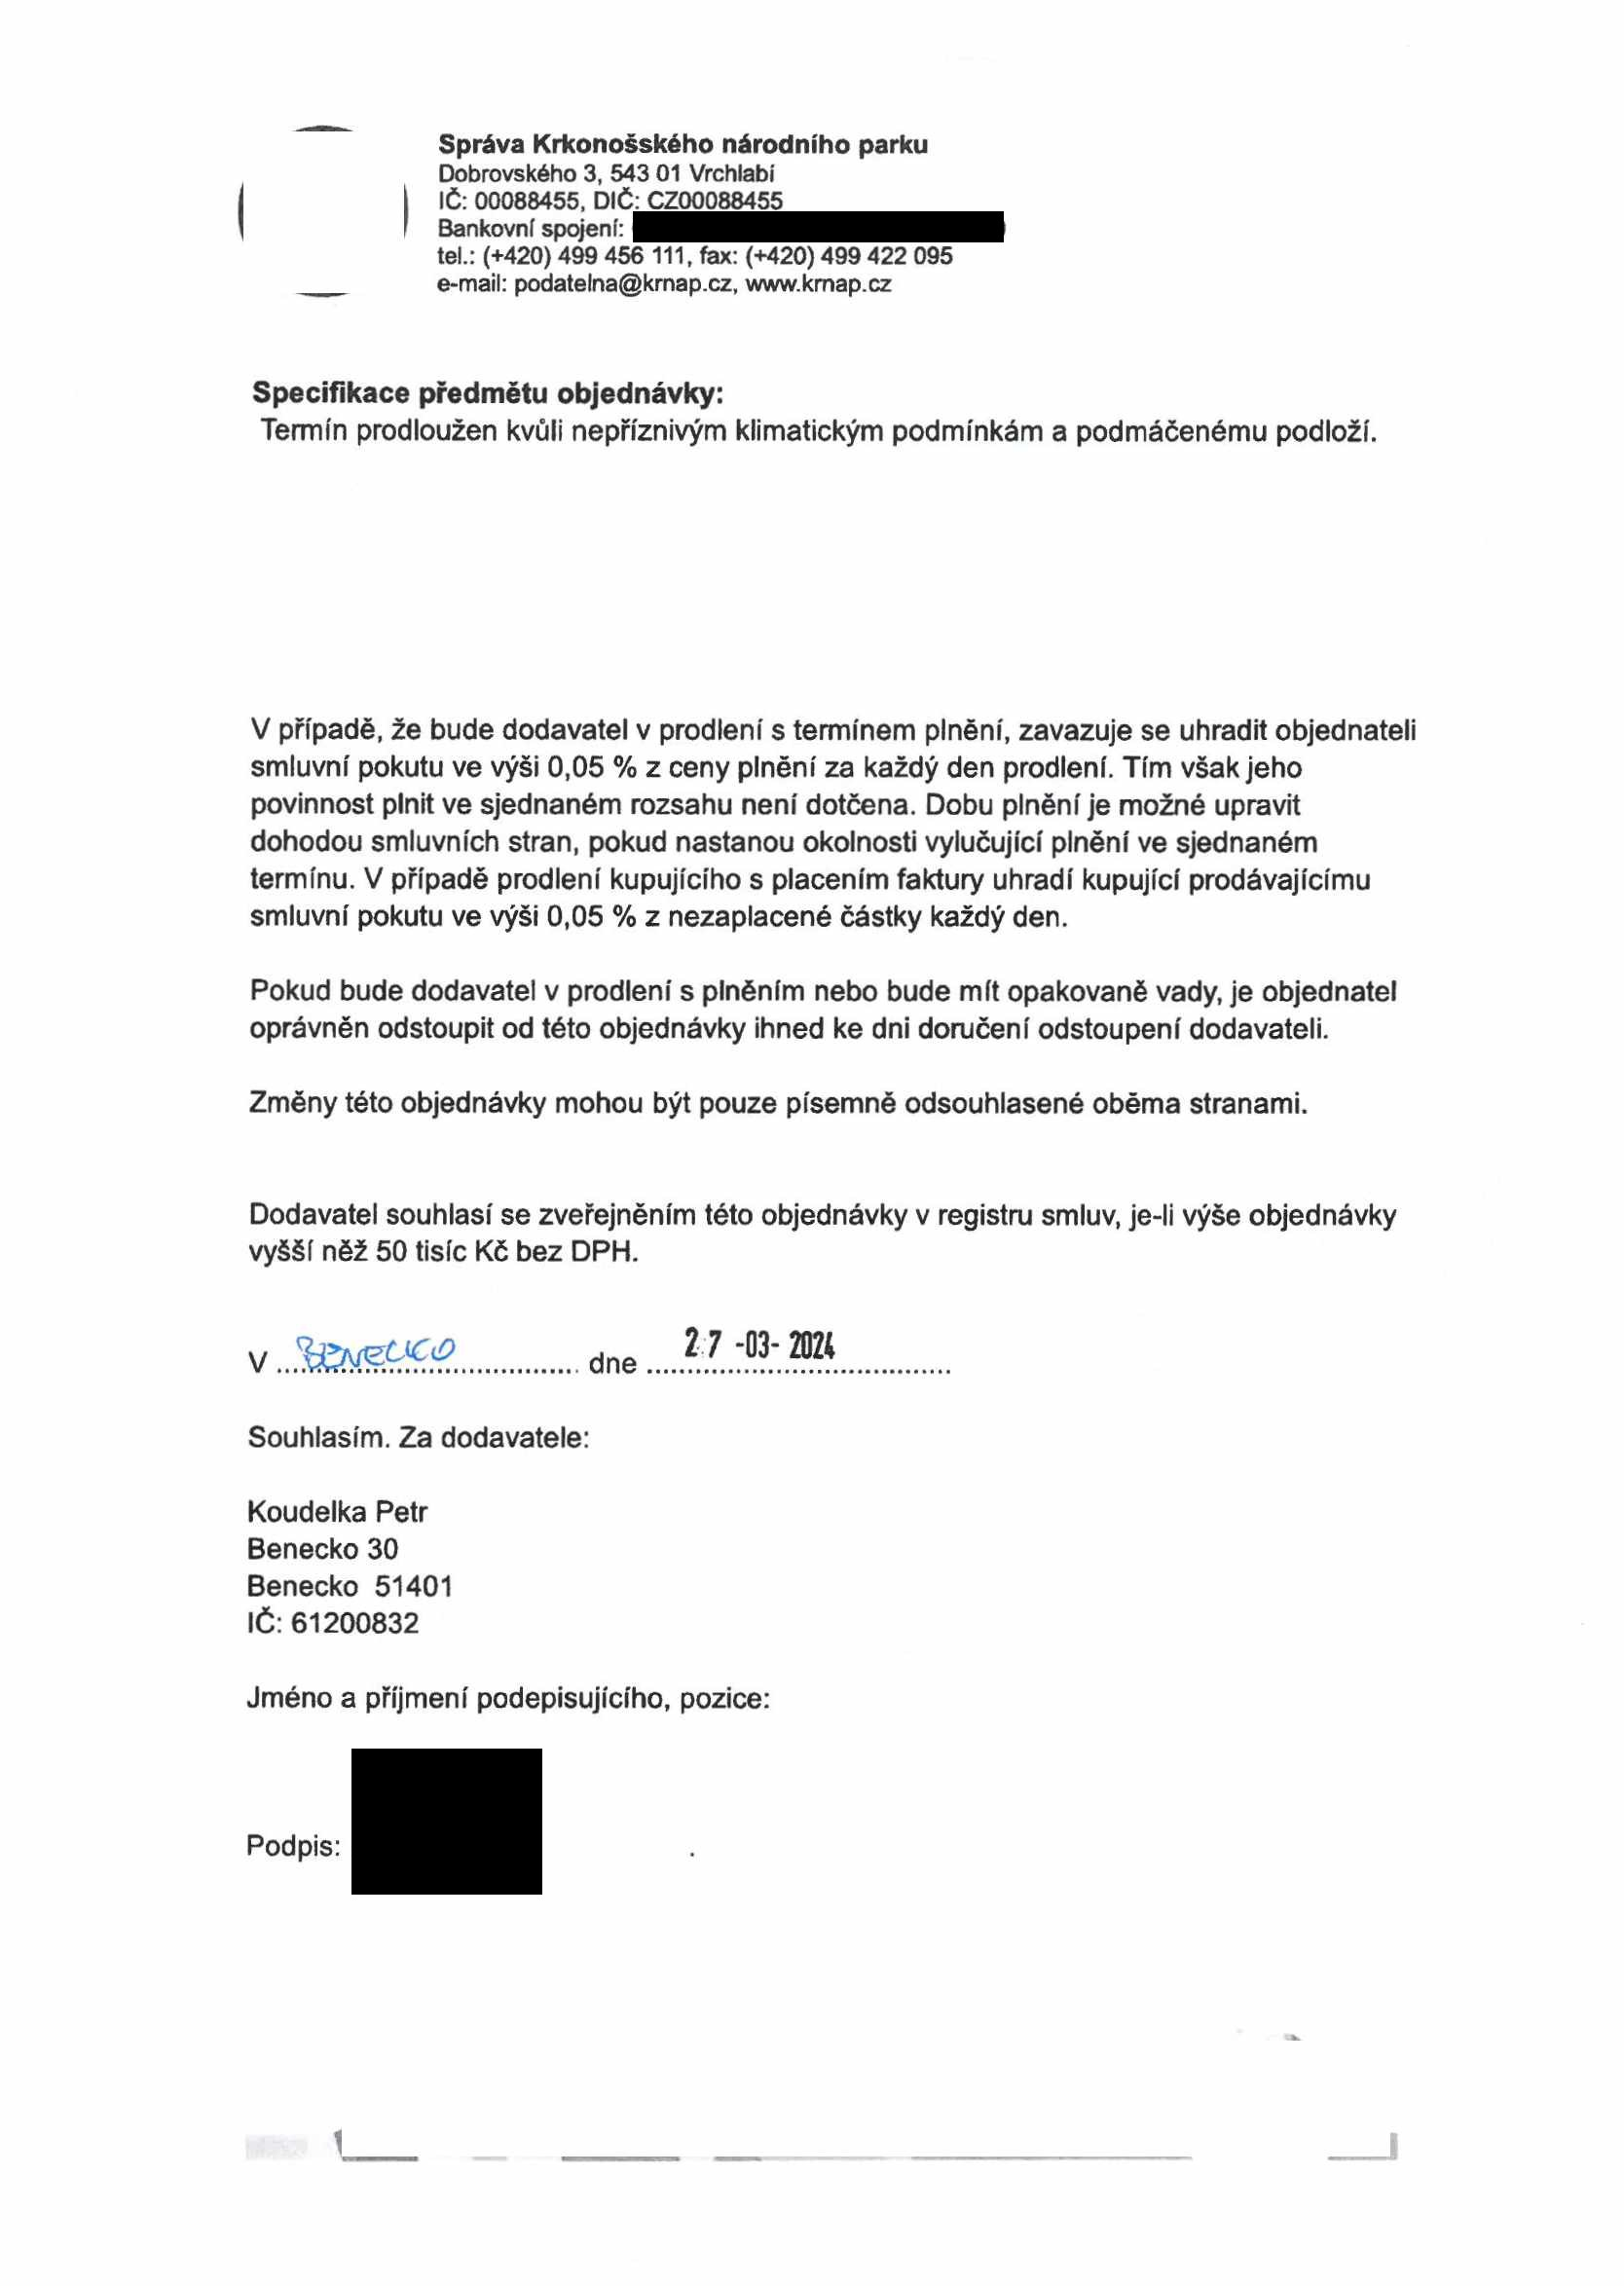 Správa Krkonošského národního parku
Dobrovského 3, 543 01 Vrchlabí
IČ: 00088455, DIČ: CZ00088455
Bankovní spojení:
tel.: (+420) 499 456 111, fax: (+420) 499 422 095
e-mail: podatelna@krnap.cz, www.krnap.cz
Specifikace předmětu objednávky:
Termín prodloužen kvůli nepříznivým klimatickým podmínkám a podmáčenému podloží.
V případě, že bude dodavatel v prodlení s termínem plnění, zavazuje se uhradit objednateli
smluvní pokutu ve výši 0,05 % z ceny plnění za každý den prodlení. Tím však jeho
povinnost plnit ve sjednaném rozsahu není dotčena. Dobu plnění je možné upravit
dohodou smluvních stran, pokud nastanou okolnosti vylučující plnění ve sjednaném
termínu. V případě prodlení kupujícího s placením faktury uhradí kupující prodávajícímu
smluvní pokutu ve výši 0,05 % z nezaplacené částky každý den.
Pokud bude dodavatel v prodlení s plněním nebo bude mít opakovaně vady, je objednatel
oprávněn odstoupit od této objednávky ihned ke dni doručení odstoupení dodavateli.
Změny této objednávky mohou být pouze písemně odsouhlasené oběma stranami.
Dodavatel souhlasí se zveřejněním této objednávky v registru smluv, je-li výše objednávky
vyšší něž 50 tisíc Kč bez DPH.
V BENECKO dne 27 -03- 2024
Souhlasím. Za dodavatele:
Koudelka Petr
Benecko 30
Benecko 51401
IČ: 61200832
Jméno a příjmení podepisujícího, pozice:
Podpis: